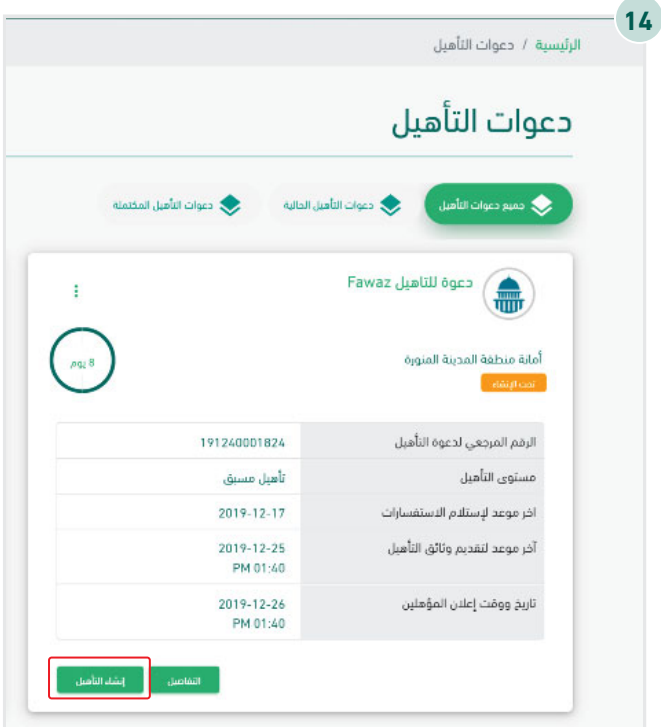 14
الرئيسية / دعوات التأهيل
دعوات التأهيل
جميع دعوات التأهيل
دعوات التأهيل الحالية
دعوات التأهيل المكتملة
دعوة للتاهيل Fawaz
8 يوم
أمانة منطقة المدينة المنورة
تحت الإنشاء
الرقم المرجعي لدعوة التأهيل 191240001824
مستوى التأهيل تأهيل مسبق
اخر موعد لإستلام الاستفسارات 2019-12-17
آخر موعد لتقديم وثائق التأهيل 2019-12-25
01:40 PM
تاريخ ووقت إعلان المؤهلين 2019-12-26
01:40 PM
التفاصيل
إنشاء التأهيل